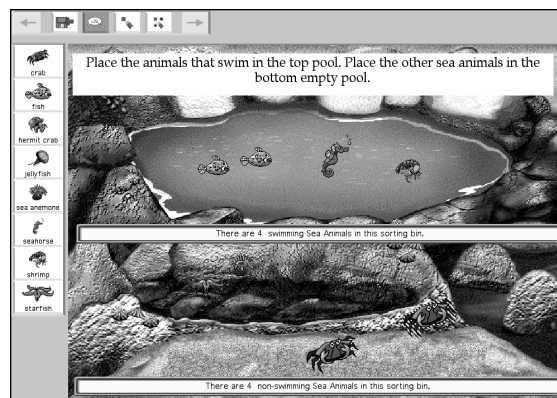 Place the animals that swim in the top pool. Place the other sea animals in the
bottom empty pool.
crab
fish
hermit crab
jellyfish
sea anemone
seahorse
shrimp
starfish
There are 4 swimming Sea Animals in this sorting bin.
There are 4 non-swimming Sea Animals in this sorting bin.